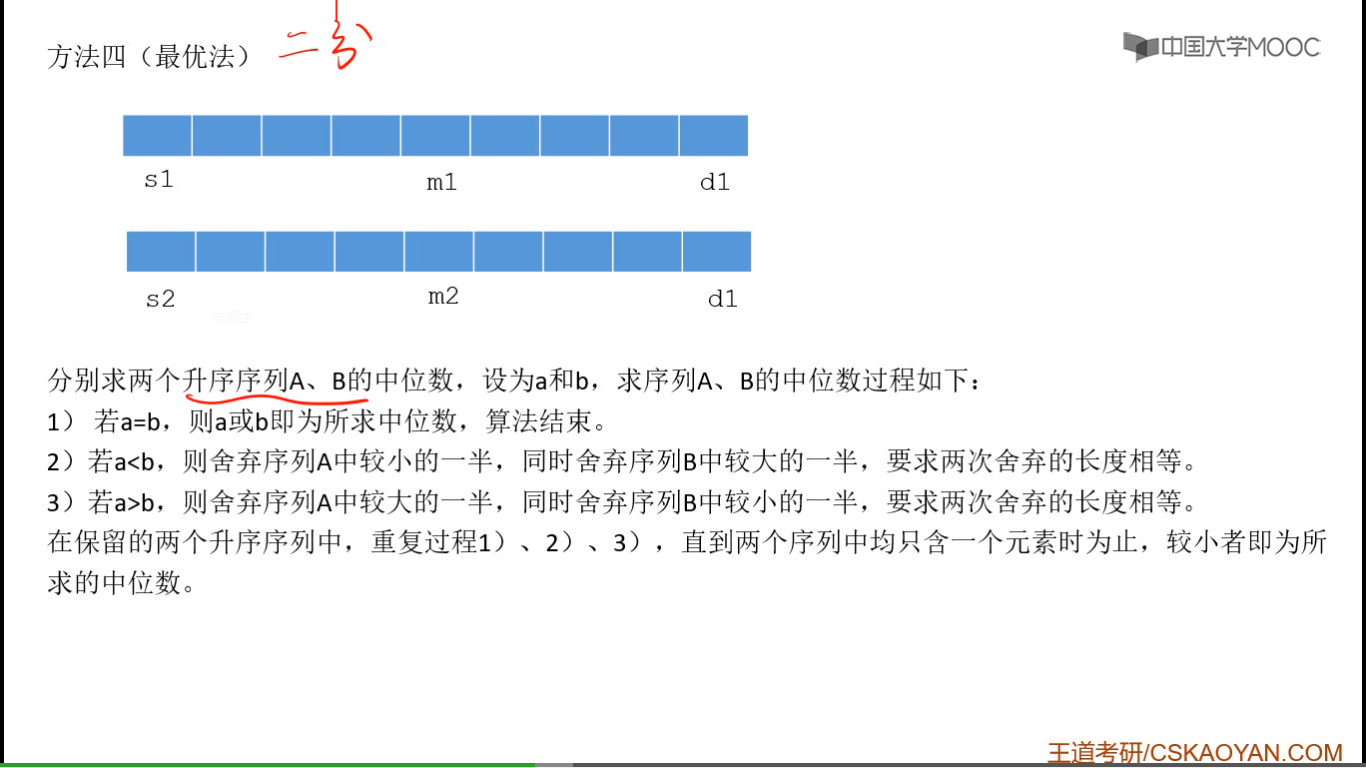 方法四（最优法） 二分
中国大学MOOC
s1 m1 d1
s2 m2 d1
分别求两个升序序列A、B的中位数，设为a和b，求序列A、B的中位数过程如下：
1） 若a=b，则a或b即为所求中位数，算法结束。
2）若a<b，则舍弃序列A中较小的一半，同时舍弃序列B中较大的一半，要求两次舍弃的长度相等。
3）若a>b，则舍弃序列A中较大的一半，同时舍弃序列B中较小的一半，要求两次舍弃的长度相等。
在保留的两个升序序列中，重复过程1）、2）、3），直到两个序列中均只含一个元素时为止，较小者即为所
求的中位数。
王道考研/CSKAOYAN.COM